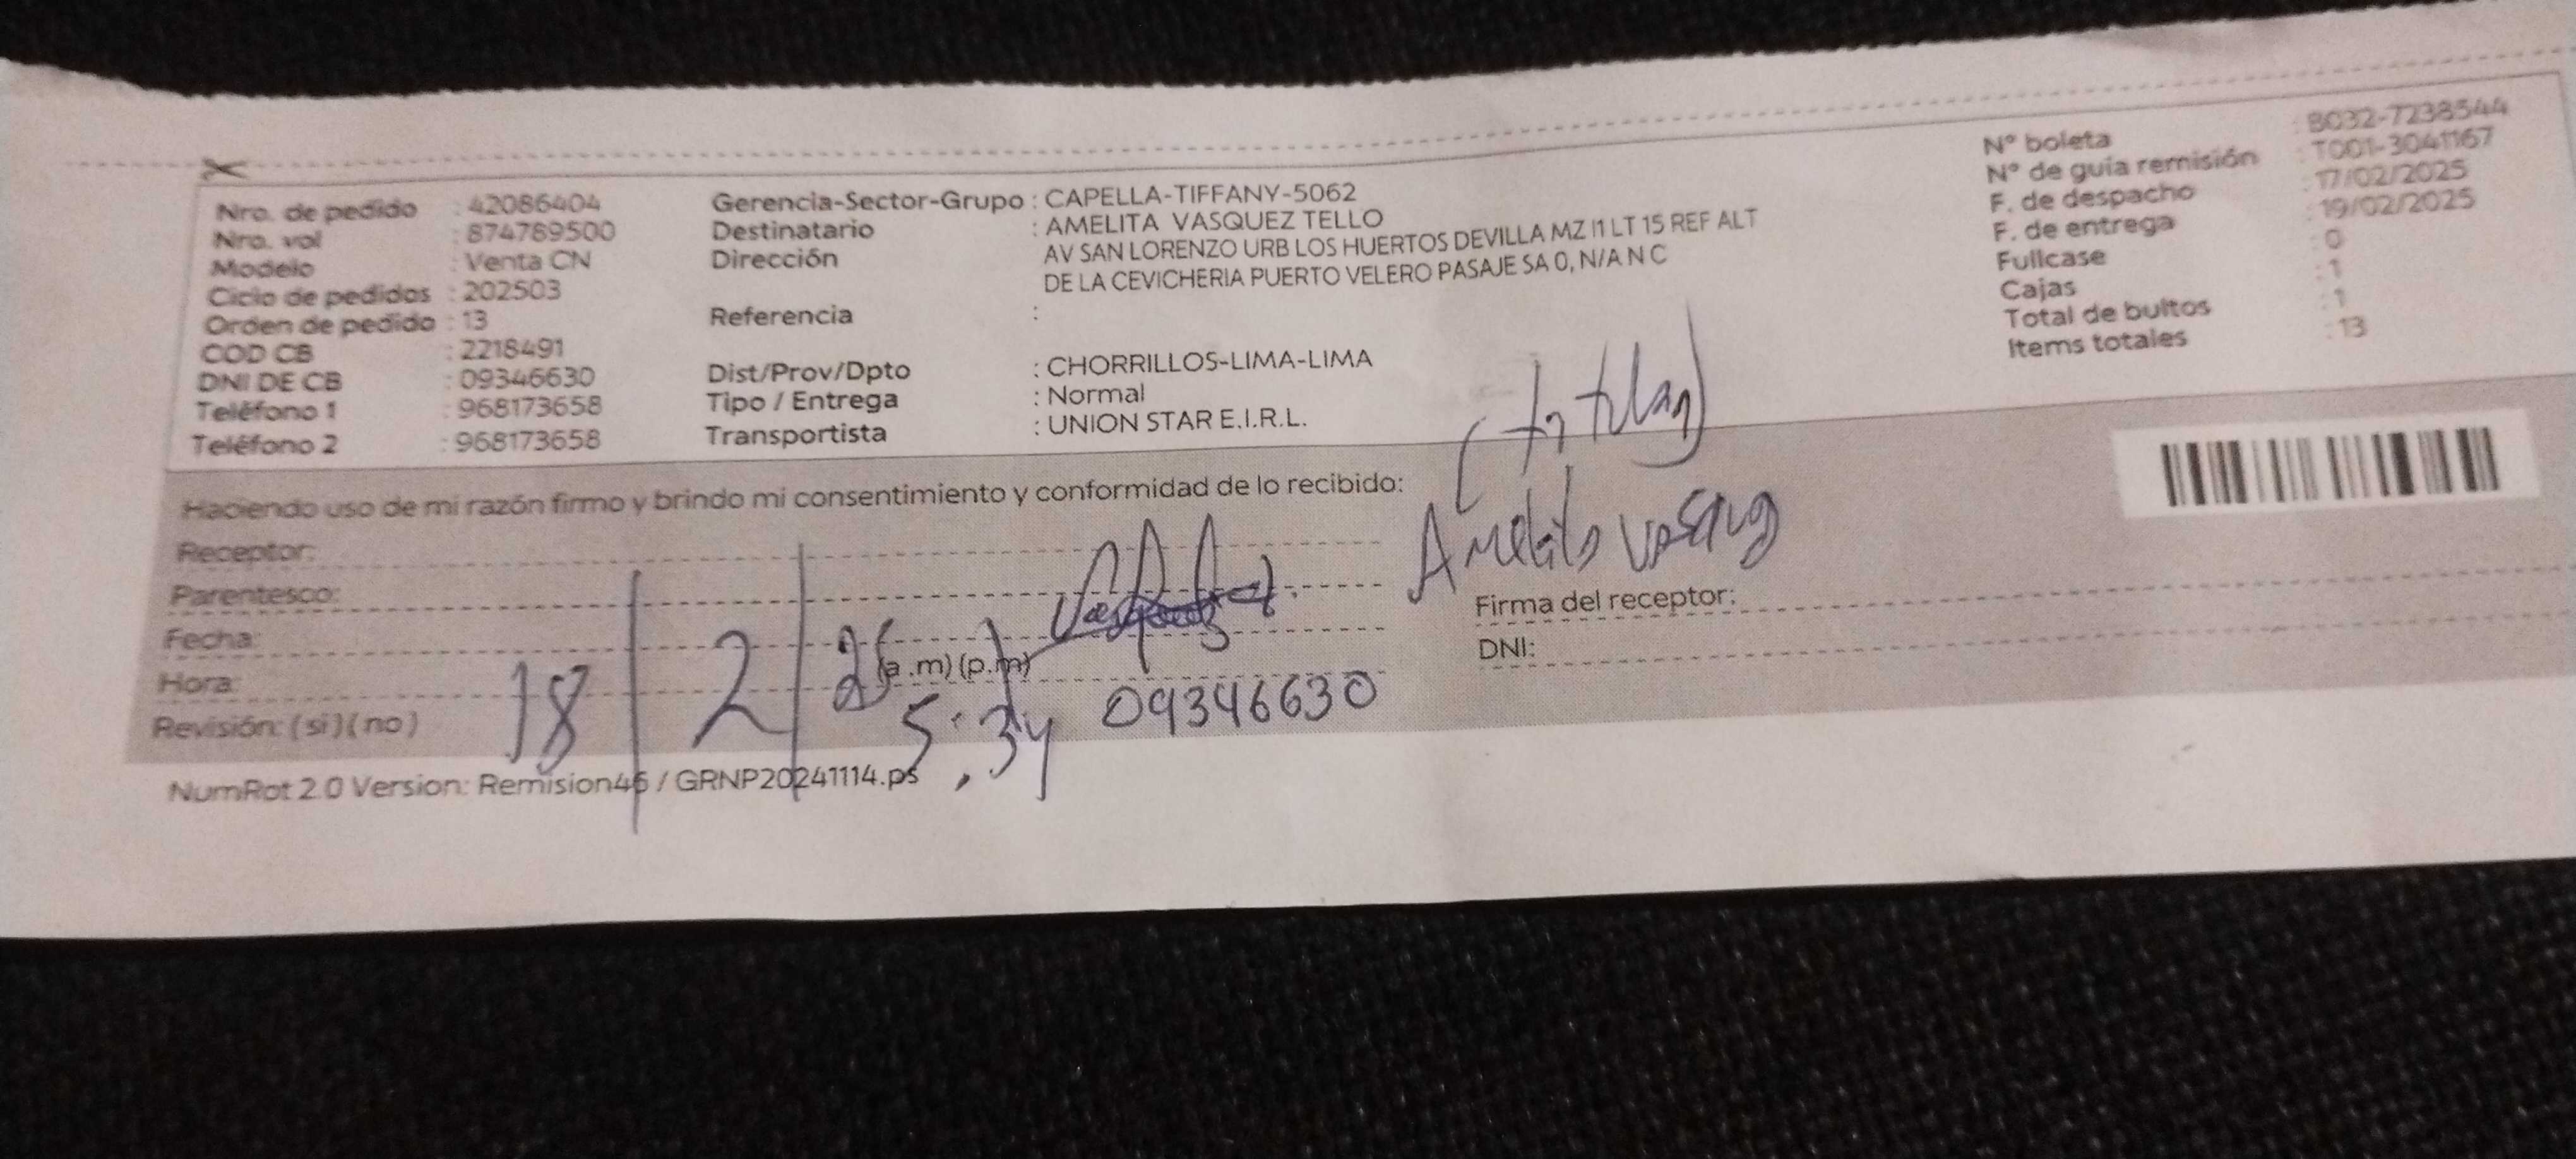 Nro. de pedido : 42086404
Nro. vol : 874789500
Modelo : Venta CN
Ciclo de pedidos : 202503
Orden de pedido : 13
COD CB : 2218491
DNI DE CB : 09346630
Teléfono 1 : 968173658
Teléfono 2 : 968173658
Gerencia-Sector-Grupo : CAPELLA-TIFFANY-5062
Destinatario : AMELITA VASQUEZ TELLO
Dirección : AV SAN LORENZO URB LOS HUERTOS DEVILLA MZ I1 LT 15 REF ALT
DE LA CEVICHERIA PUERTO VELERO PASAJE SA 0, N/A N C
Referencia :
Dist/Prov/Dpto : CHORRILLOS-LIMA-LIMA
Tipo / Entrega : Normal
Transportista : UNION STAR E.I.R.L.
N° boleta : B032-7238544
N° de guía remisión : T001-3041167
F. de despacho : 17/02/2025
F. de entrega : 19/02/2025
Fullcase : 0
Cajas : 1
Total de bultos : 1
Items totales : 13
Haciendo uso de mi razón firmo y brindo mi consentimiento y conformidad de lo recibido:
Receptor:
Parentesco:
Fecha:
Hora: (a.m) (p.m)
Revisión: ( si ) ( no )
18 | 2 | 25
5:34
09346630
Amelita
Firma del receptor:
DNI:
NumRot 2.0 Version: Remision46 / GRNP20241114.ps